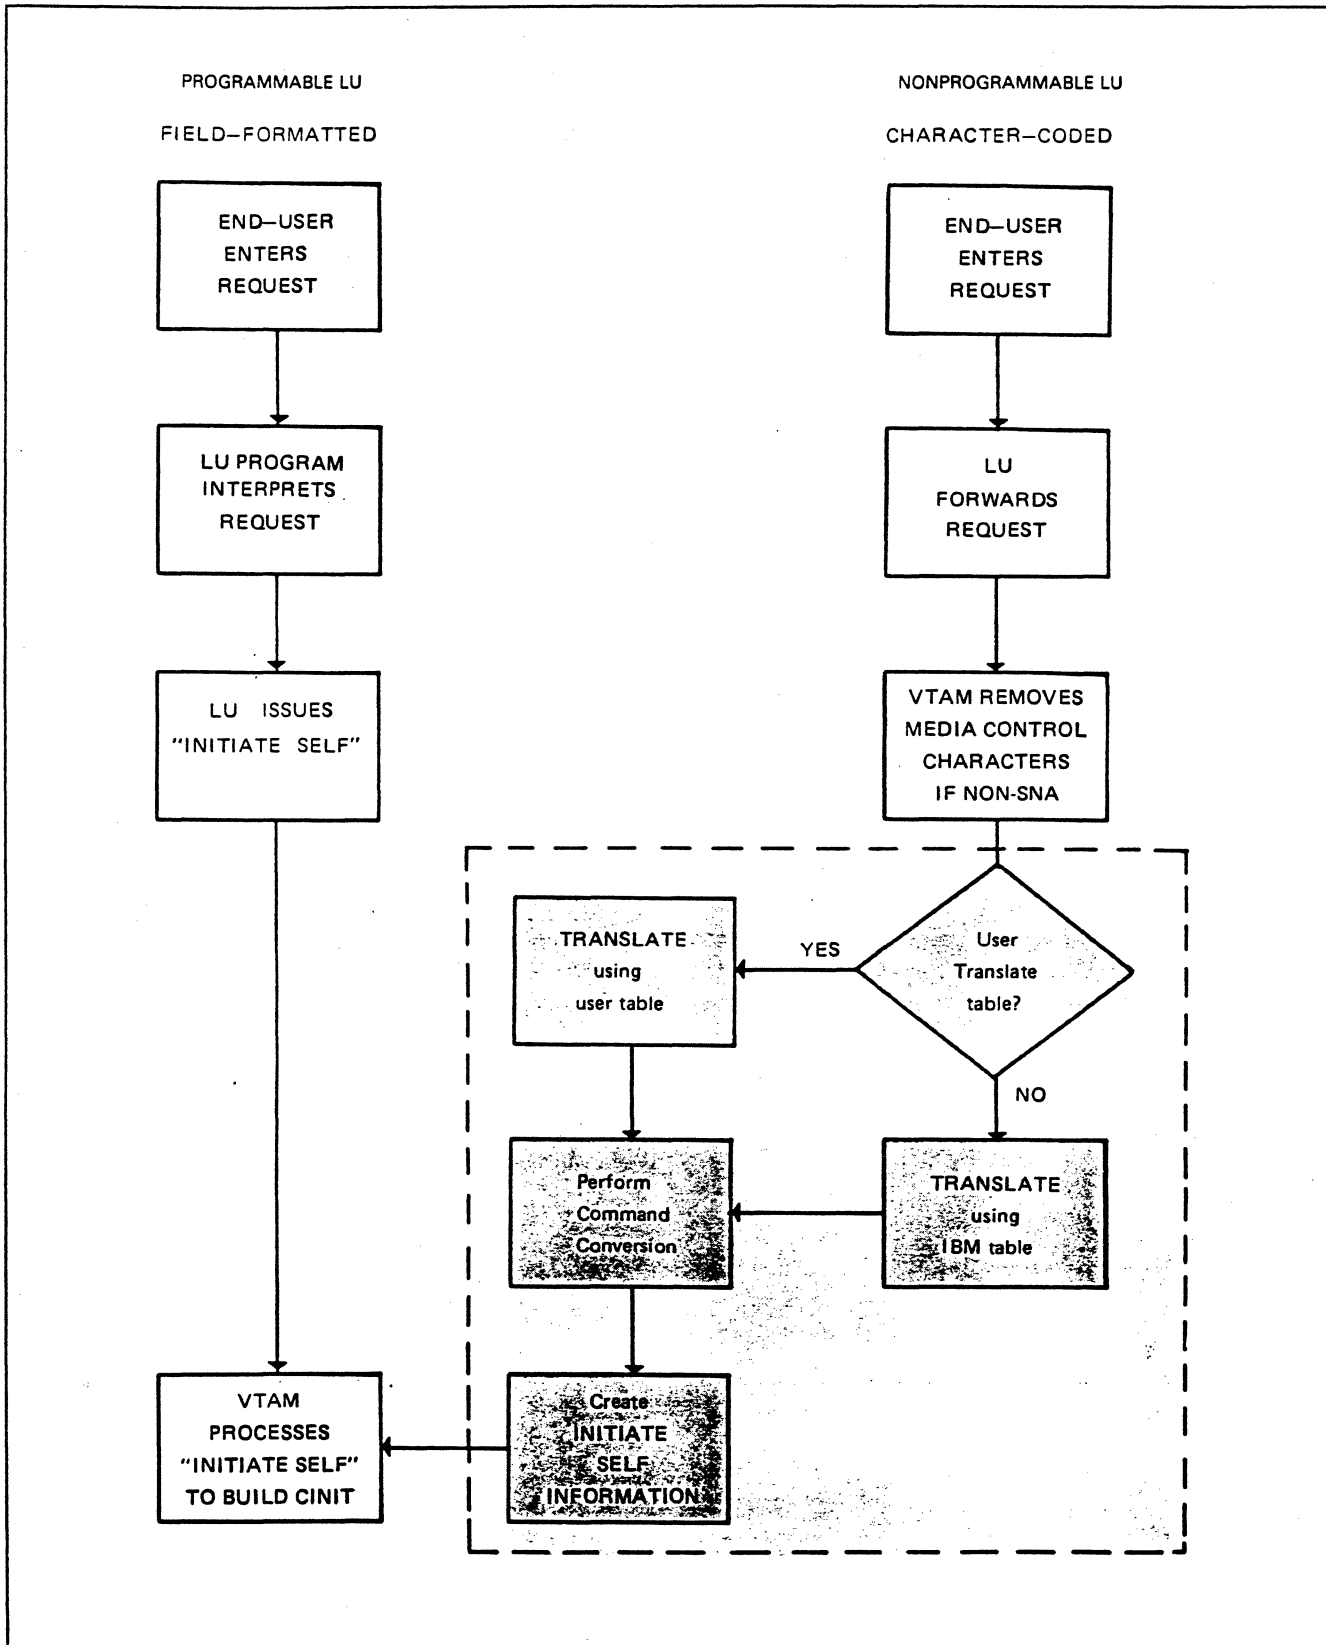 PROGRAMMABLE LU
FIELD–FORMATTED
END–USER
ENTERS
REQUEST
LU PROGRAM
INTERPRETS
REQUEST
LU ISSUES
"INITIATE SELF"
VTAM
PROCESSES
"INITIATE SELF"
TO BUILD CINIT
NONPROGRAMMABLE LU
CHARACTER–CODED
END–USER
ENTERS
REQUEST
LU
FORWARDS
REQUEST
VTAM REMOVES
MEDIA CONTROL
CHARACTERS
IF NON-SNA
User
Translate
table?
YES
NO
TRANSLATE
using
user table
TRANSLATE
using
IBM table
Perform
Command
Conversion
Create
INITIATE
SELF
INFORMATION